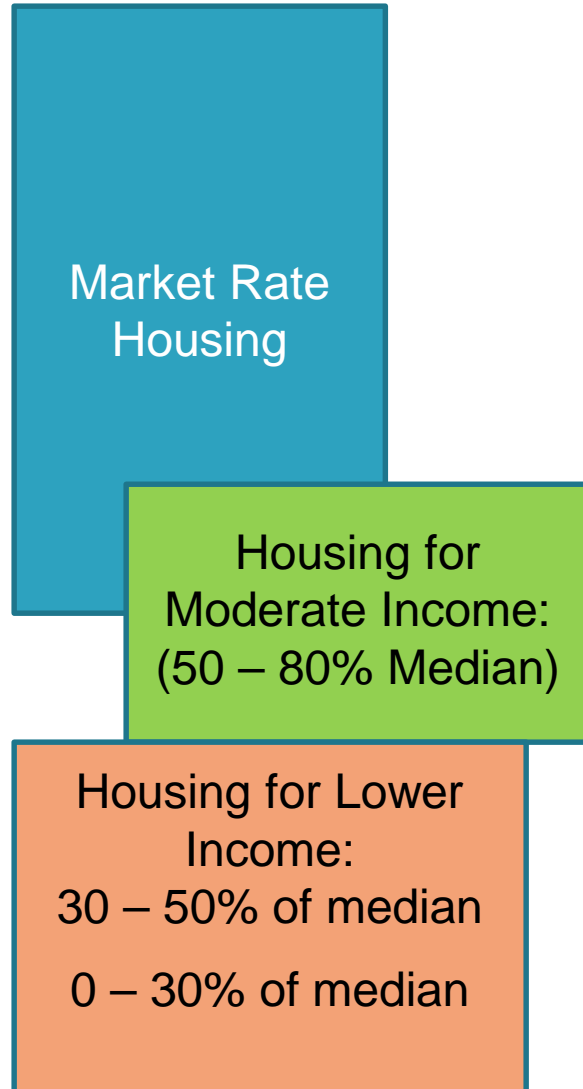 Market Rate
Housing
Housing for
Moderate Income:
(50 – 80% Median)
Housing for Lower
Income:
30 – 50% of median
0 – 30% of median